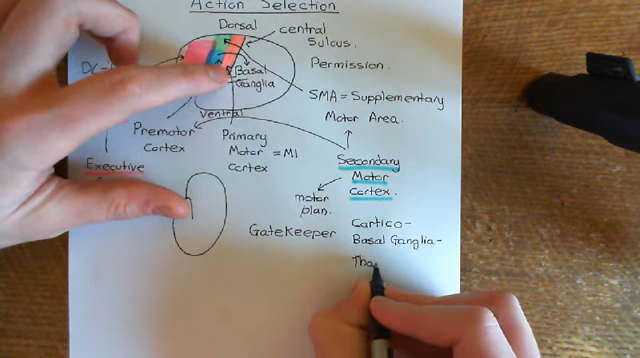 Action Selection
Dorsal
central
Sulcus.
Permission.
Basal
Ganglia
SMA = Supplementary
Motor Area.
Ventral
Premotor
Cortex
Primary
Motor = M1
Cortex
Secondary
Motor
Cortex.
Executive
motor
plan.
Gatekeeper
Cartico-
Basal Ganglia-
Tha